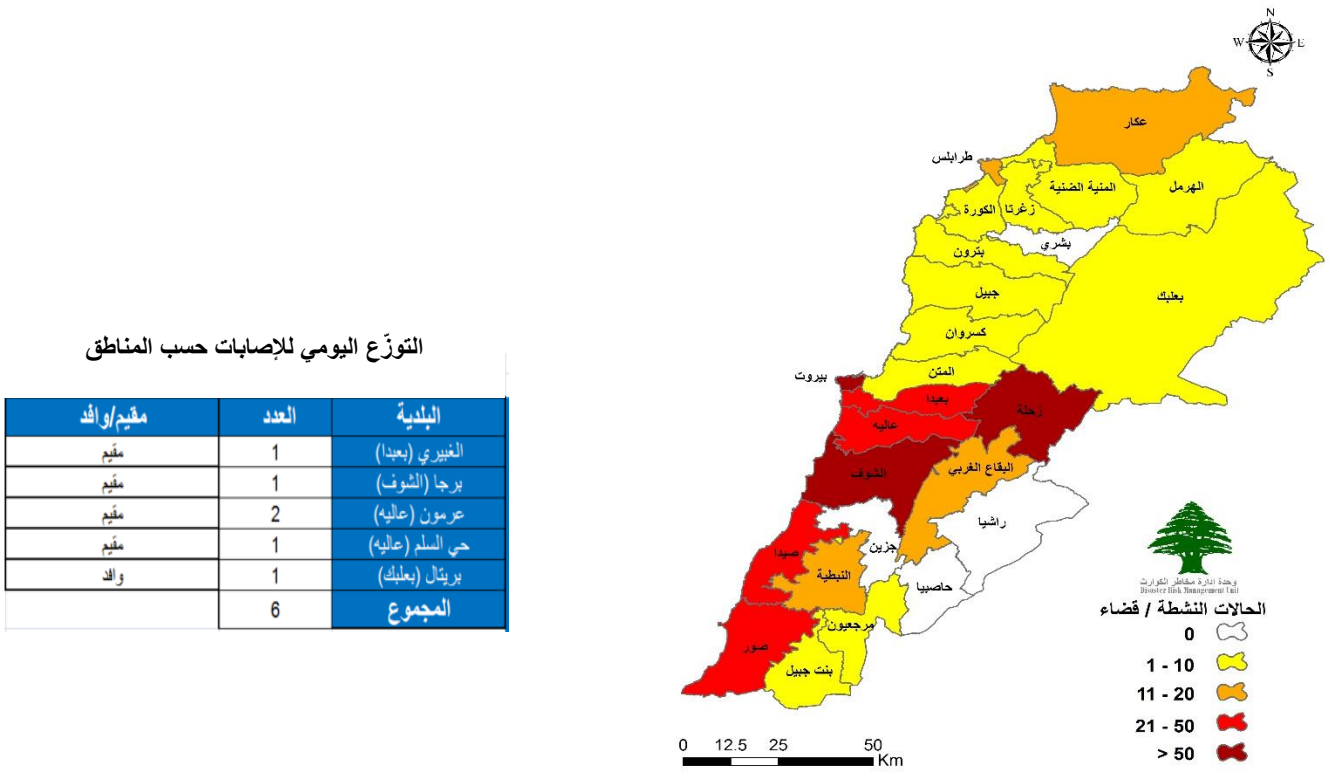 التوزّع اليومي للإصابات حسب المناطق
البلدية العدد مقيم/وافد
الغبيري (بعبدا) 1 مقيم
برجا (الشوف) 1 مقيم
عرمون (عاليه) 2 مقيم
حي السلم (عاليه) 1 مقيم
بريتال (بعلبك) 1 وافد
المجموع 6
N
W E
S
عكار
طرابلس
المنية الضنية
الهرمل
زغرتا
الكورة
بشري
بترون
جبيل
بعلبك
كسروان
المتن
بيروت
بعبدا
زحلة
عاليه
الشوف
البقاع الغربي
راشيا
صيدا
جزين
النبطية
حاصبيا
مرجعيون
صور
بنت جبيل
وحدة ادارة مخاطر الكوارث
Disaster Risk Management Unit
الحالات النشطة / قضاء
0
1 - 10
11 - 20
21 - 50
> 50
0 12.5 25 50
Km